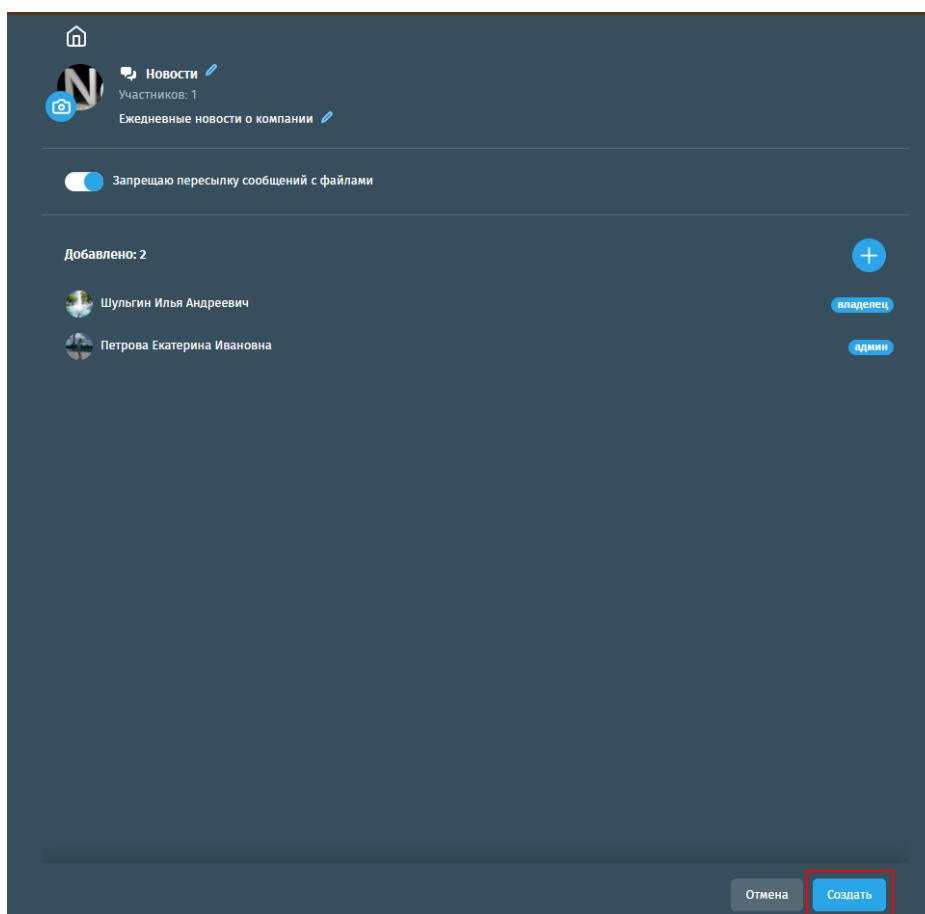 Новости
Участников: 1
Ежедневные новости о компании
Запрещаю пересылку сообщений с файлами
Добавлено: 2
Шульгин Илья Андреевич владелец
Петрова Екатерина Ивановна админ
Отмена Создать